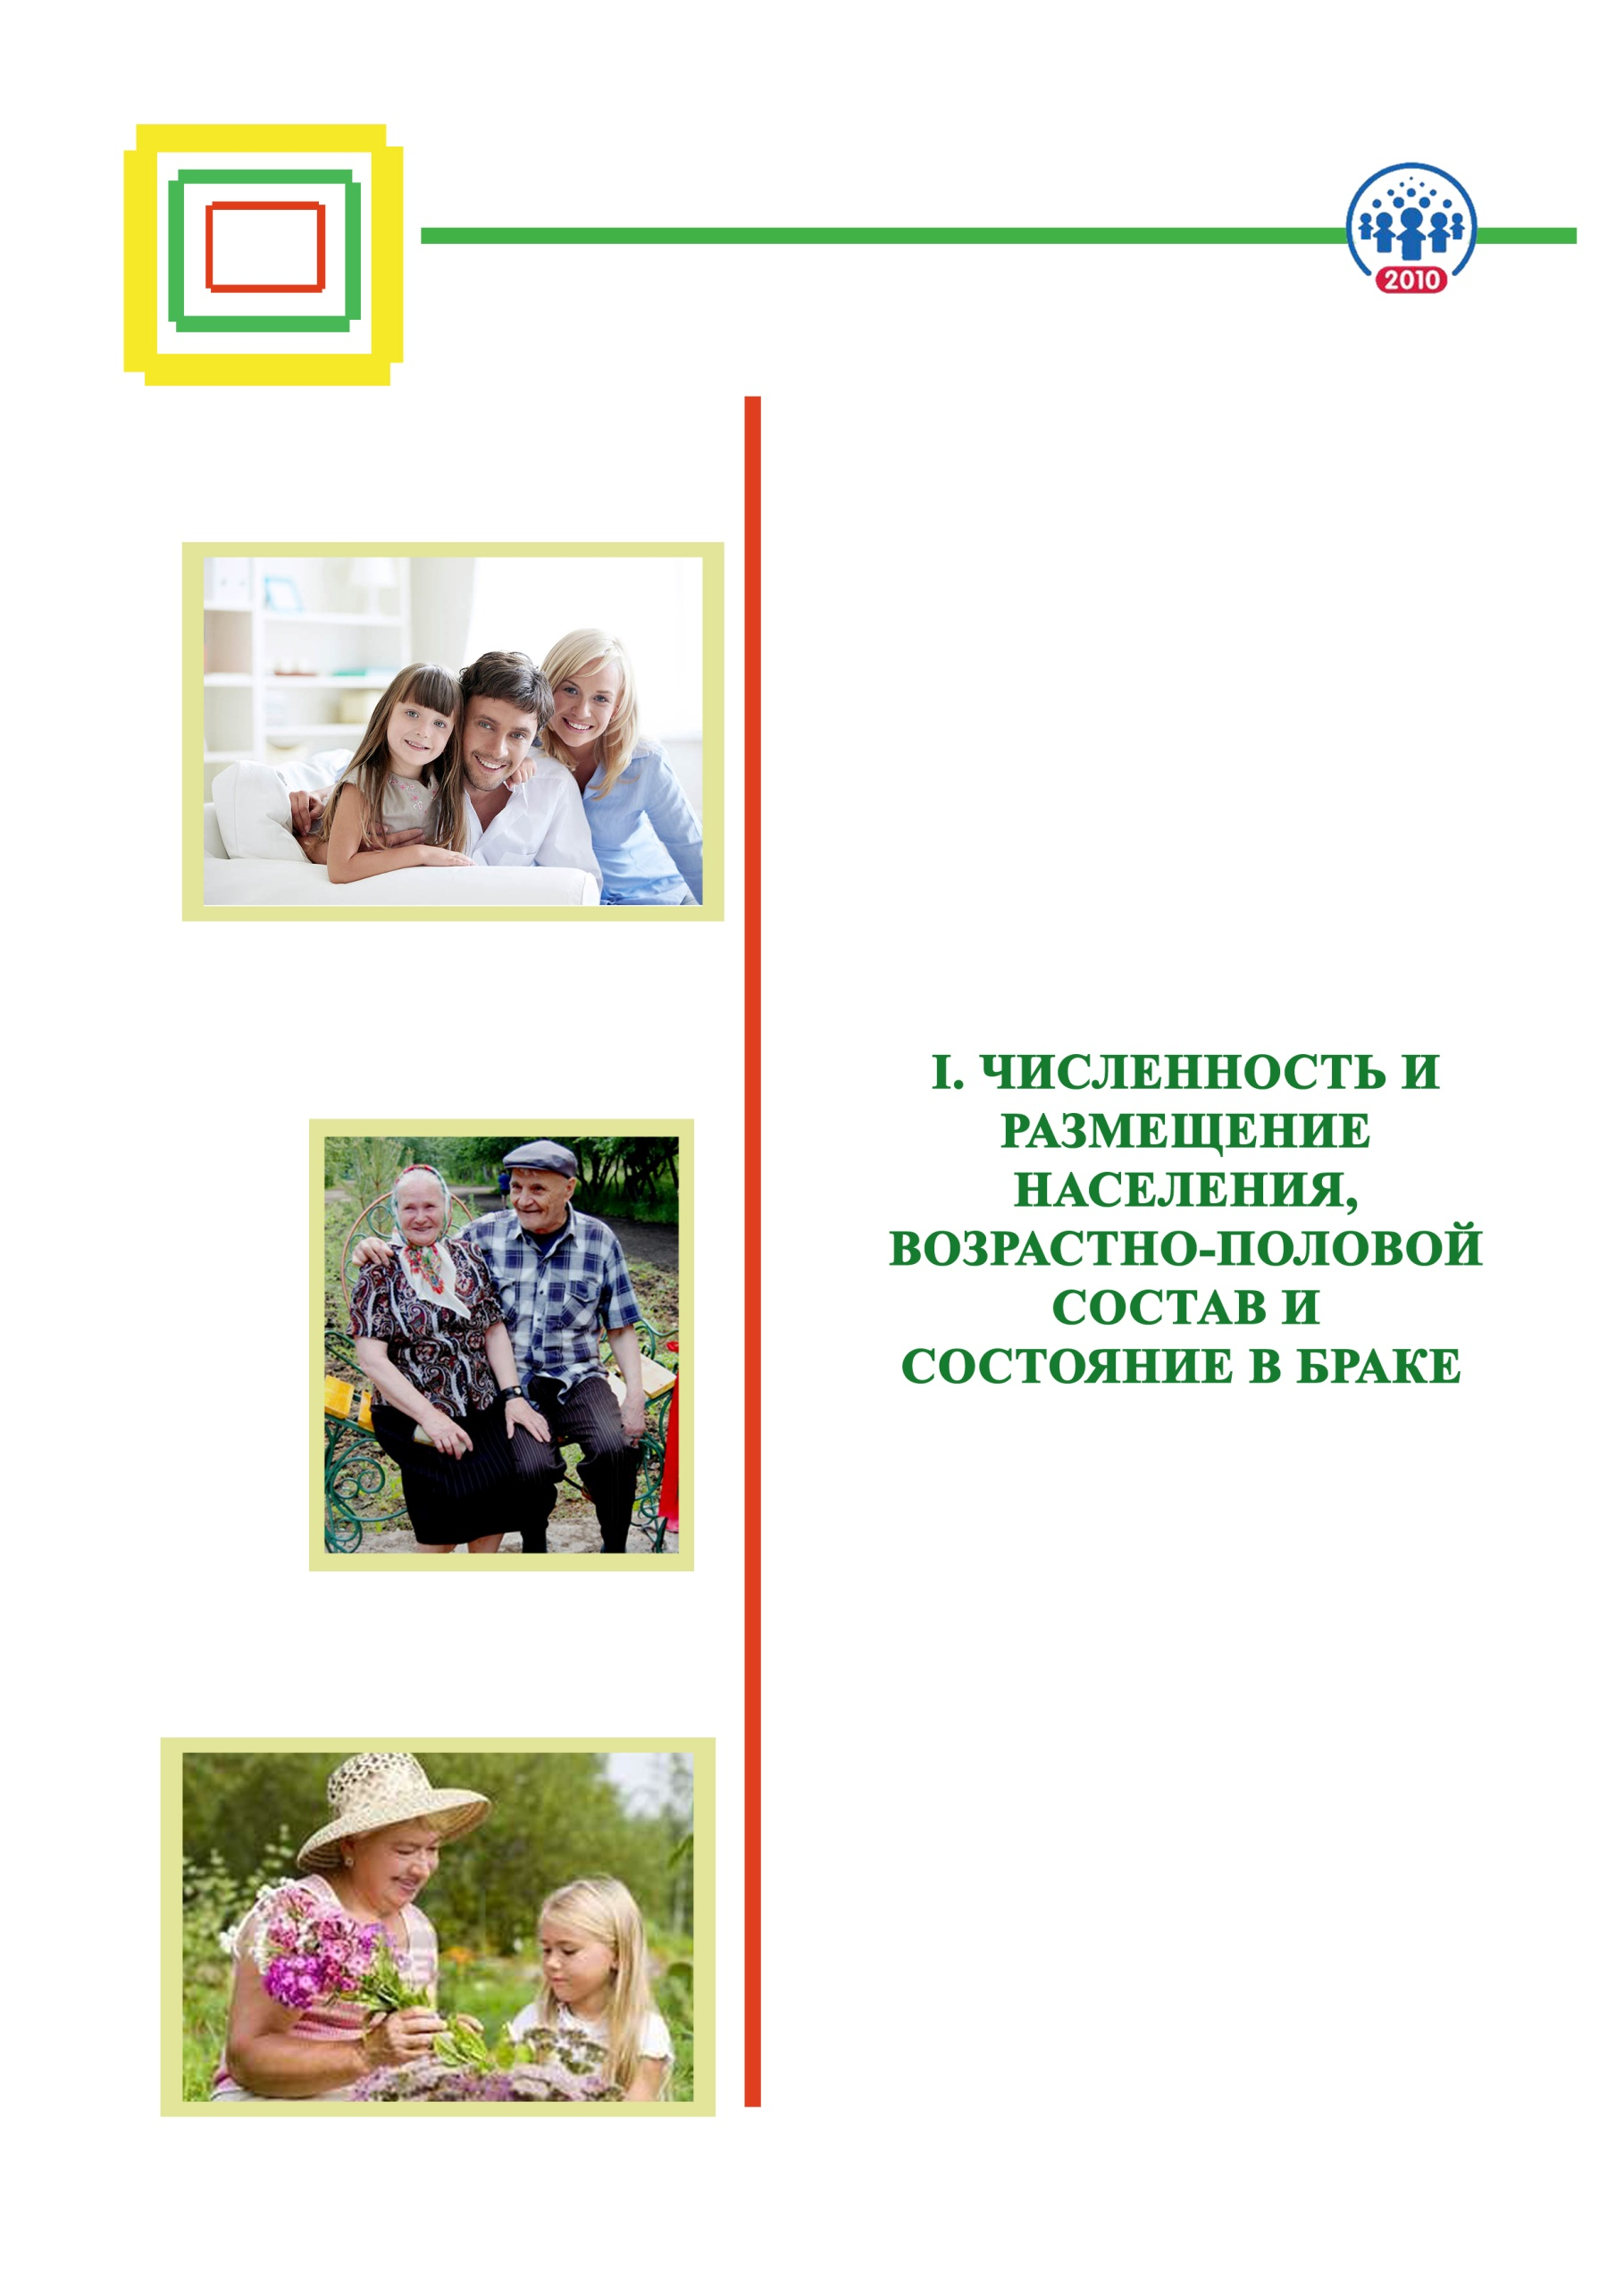 2010
I. ЧИСЛЕННОСТЬ И
РАЗМЕЩЕНИЕ
НАСЕЛЕНИЯ,
ВОЗРАСТНО-ПОЛОВОЙ
СОСТАВ И
СОСТОЯНИЕ В БРАКЕ